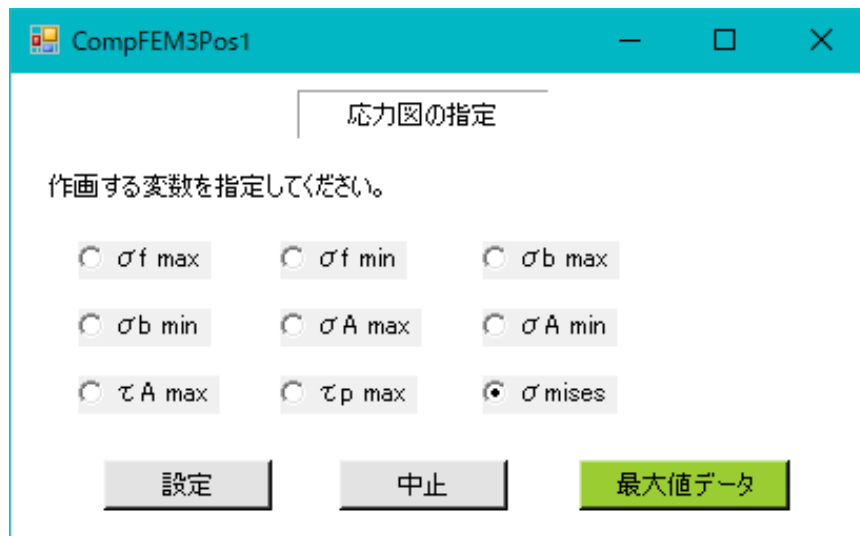 CompFEM3Pos1
応力図の指定
作画する変数を指定してください。
σf max σf min σb max
σb min σA max σA min
τA max τp max σmises
設定 中止 最大値データ